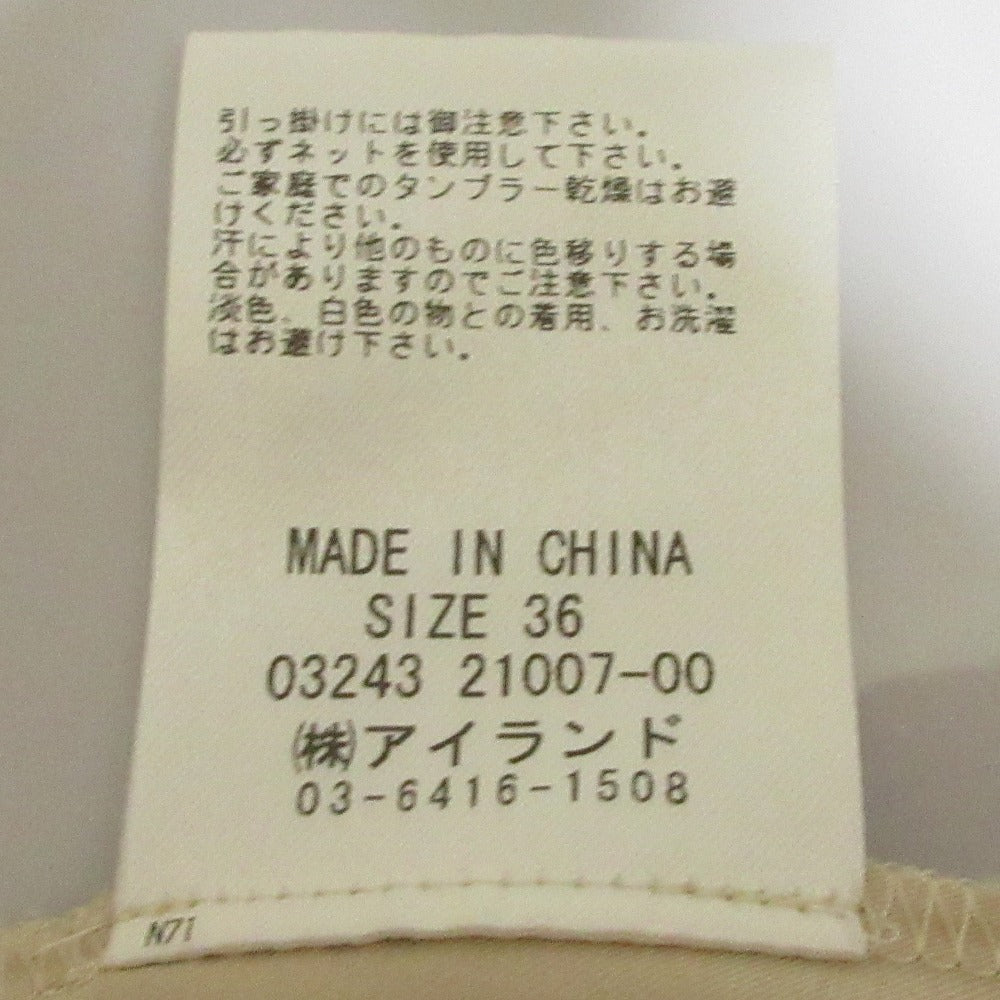 引っ掛けには御注意下さい。
必ずネットを使用して下さい。
ご家庭でのタンブラー乾燥はお避
けください。
汗により他のものに色移りする場
合がありますのでご注意下さい。
淡色、白色の物との着用、お洗濯
はお避け下さい。
MADE IN CHINA
SIZE 36
03243 21007-00
㈱アイランド
03-6416-1508
N71